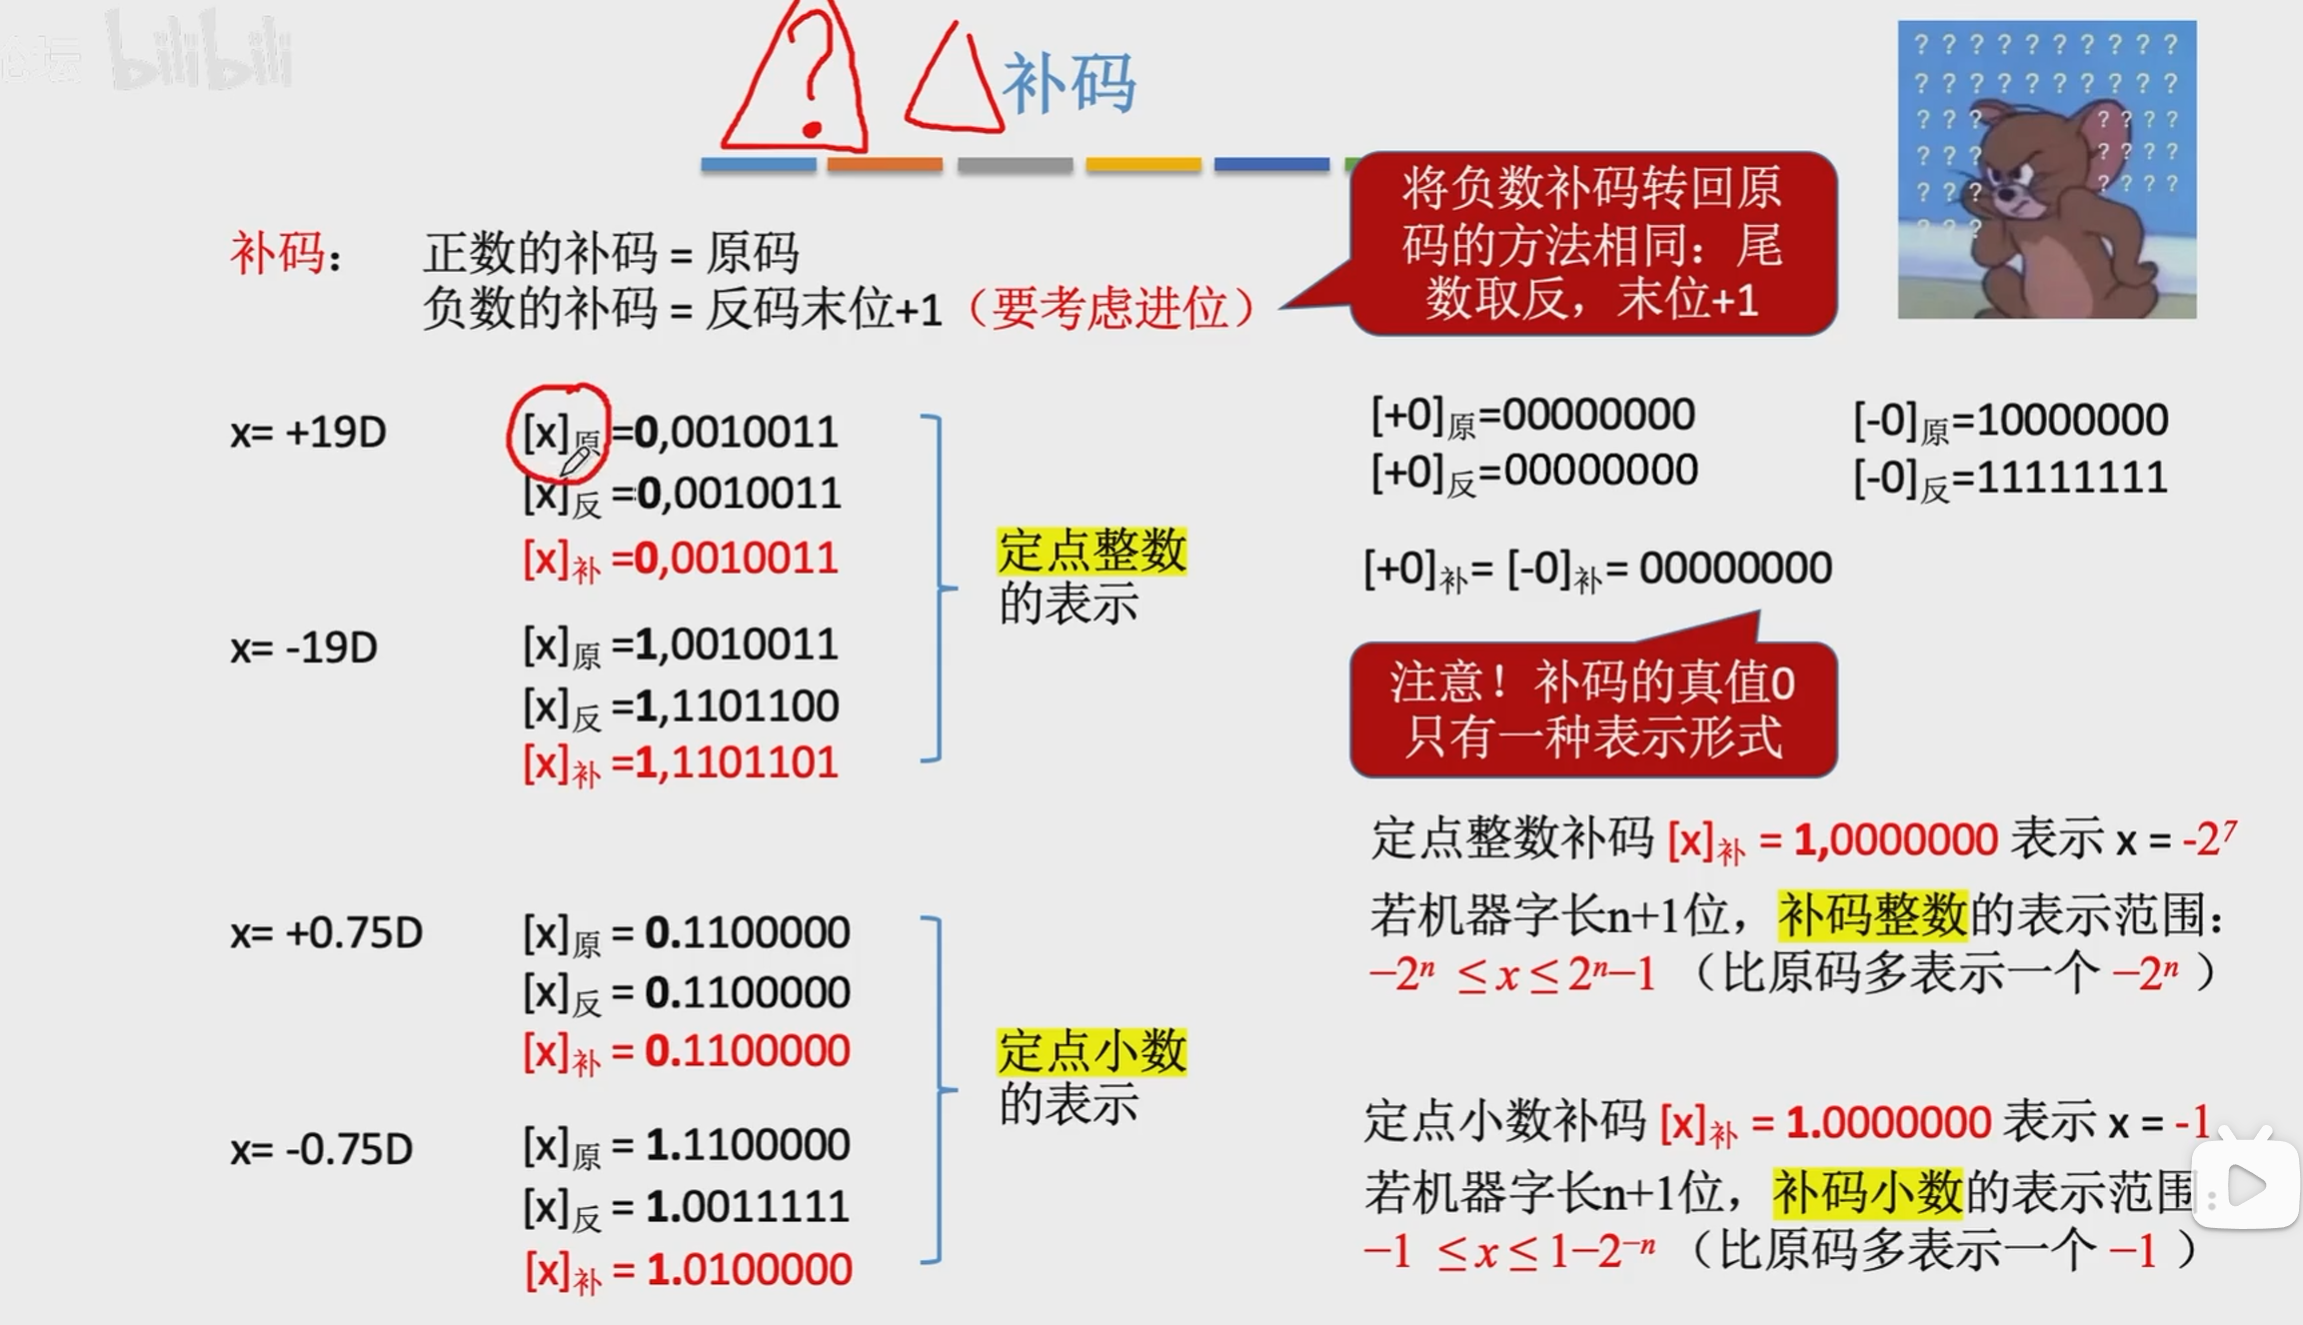 bilibili
?
补码
补码：
正数的补码 = 原码
负数的补码 = 反码末位+1（要考虑进位）
将负数补码转回原
码的方法相同：尾
数取反，末位+1
? ? ? ? ? ? ? ? ? ?
? ? ? ? ? ? ? ? ? ?
? ? ? ? ? ? ?
? ? ? ? ? ? ?
? ? ? ? ? ? ?
? ? ?
x= +19D
[x]原 =0,0010011
[x]反 =0,0010011
[x]补 =0,0010011
x= -19D
[x]原 =1,0010011
[x]反 =1,1101100
[x]补 =1,1101101
定点整数
的表示
x= +0.75D
[x]原 = 0.1100000
[x]反 = 0.1100000
[x]补 = 0.1100000
x= -0.75D
[x]原 = 1.1100000
[x]反 = 1.0011111
[x]补 = 1.0100000
定点小数
的表示
[+0]原=00000000
[-0]原=10000000
[+0]反=00000000
[-0]反=11111111
[+0]补= [-0]补= 00000000
注意！补码的真值0
只有一种表示形式
定点整数补码 [x]补 = 1,0000000 表示 x = -2⁷
若机器字长n+1位，补码整数的表示范围：
−2ⁿ ≤ x ≤ 2ⁿ−1 （比原码多表示一个 −2ⁿ ）
定点小数补码 [x]补 = 1.0000000 表示 x = -1
若机器字长n+1位，补码小数的表示范围：
−1 ≤ x ≤ 1−2⁻ⁿ （比原码多表示一个 −1 ）